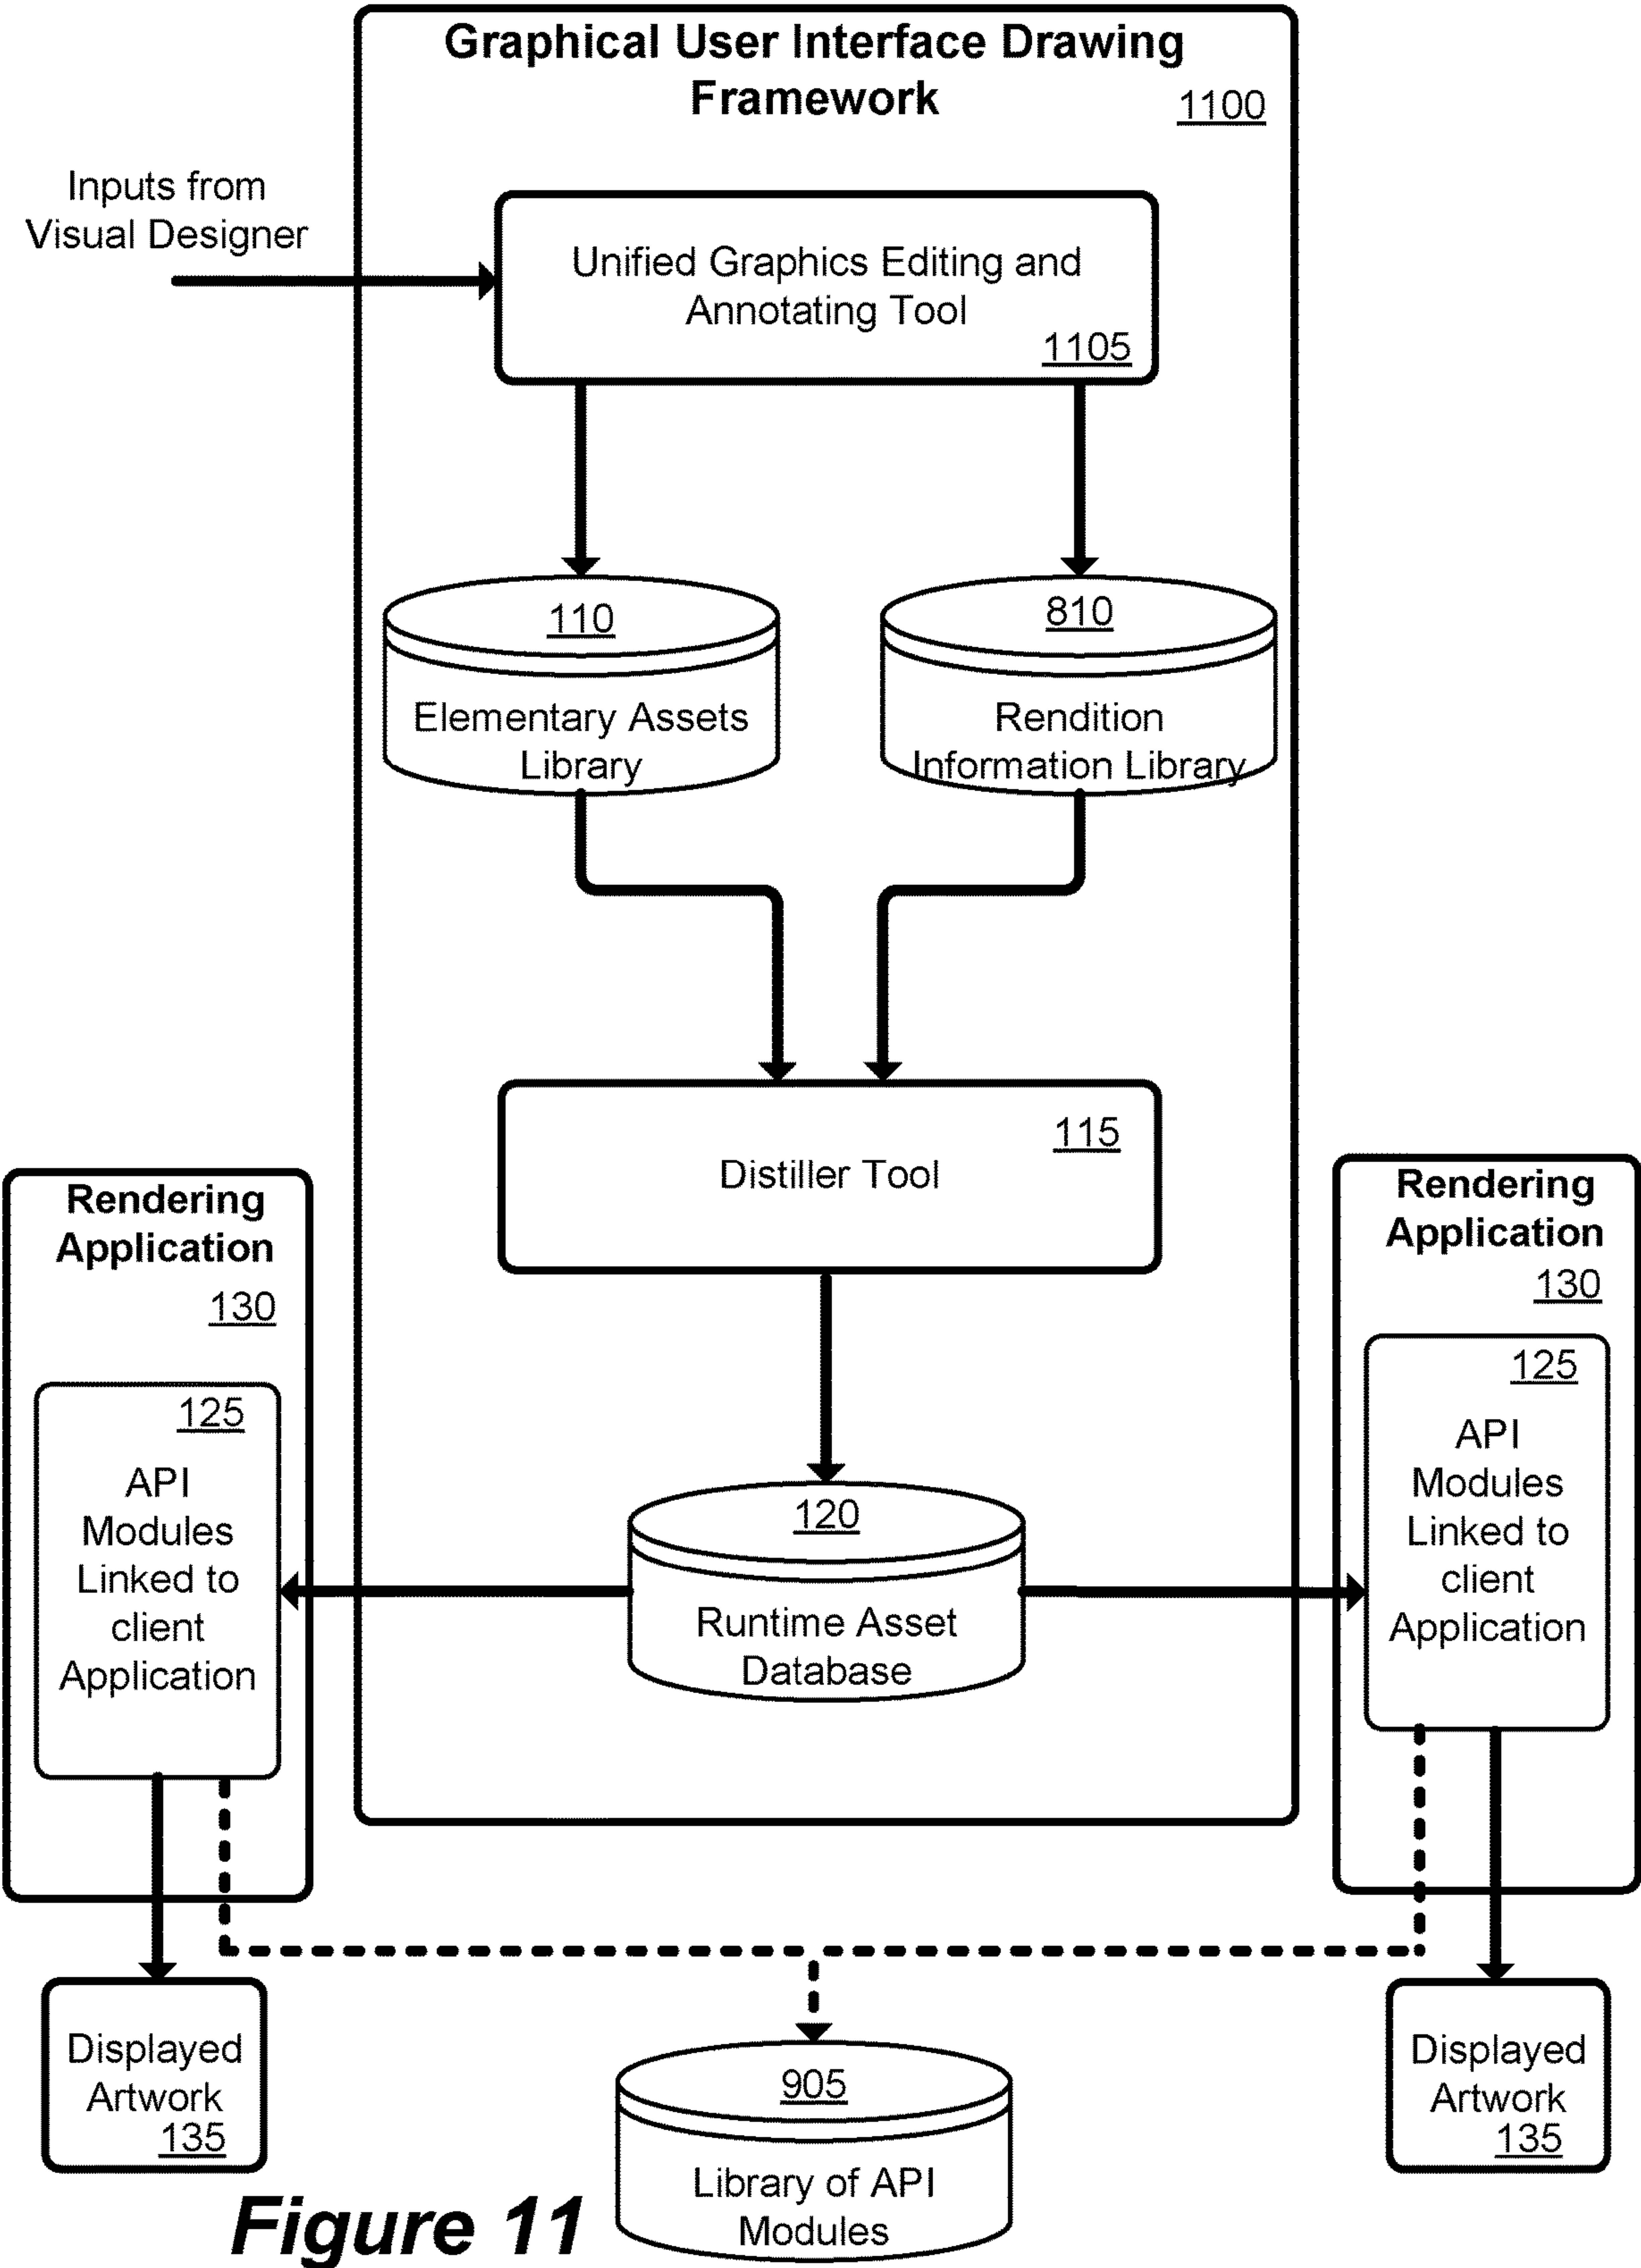 Graphical User Interface Drawing
Framework
1100
Inputs from
Visual Designer
Unified Graphics Editing and
Annotating Tool
1105
110
Elementary Assets
Library
810
Rendition
Information Library
115
Distiller Tool
Rendering
Application
130
125
API
Modules
Linked to
client
Application
120
Runtime Asset
Database
Rendering
Application
130
125
API
Modules
Linked to
client
Application
Displayed
Artwork
135
905
Library of API
Modules
Displayed
Artwork
135
Figure 11